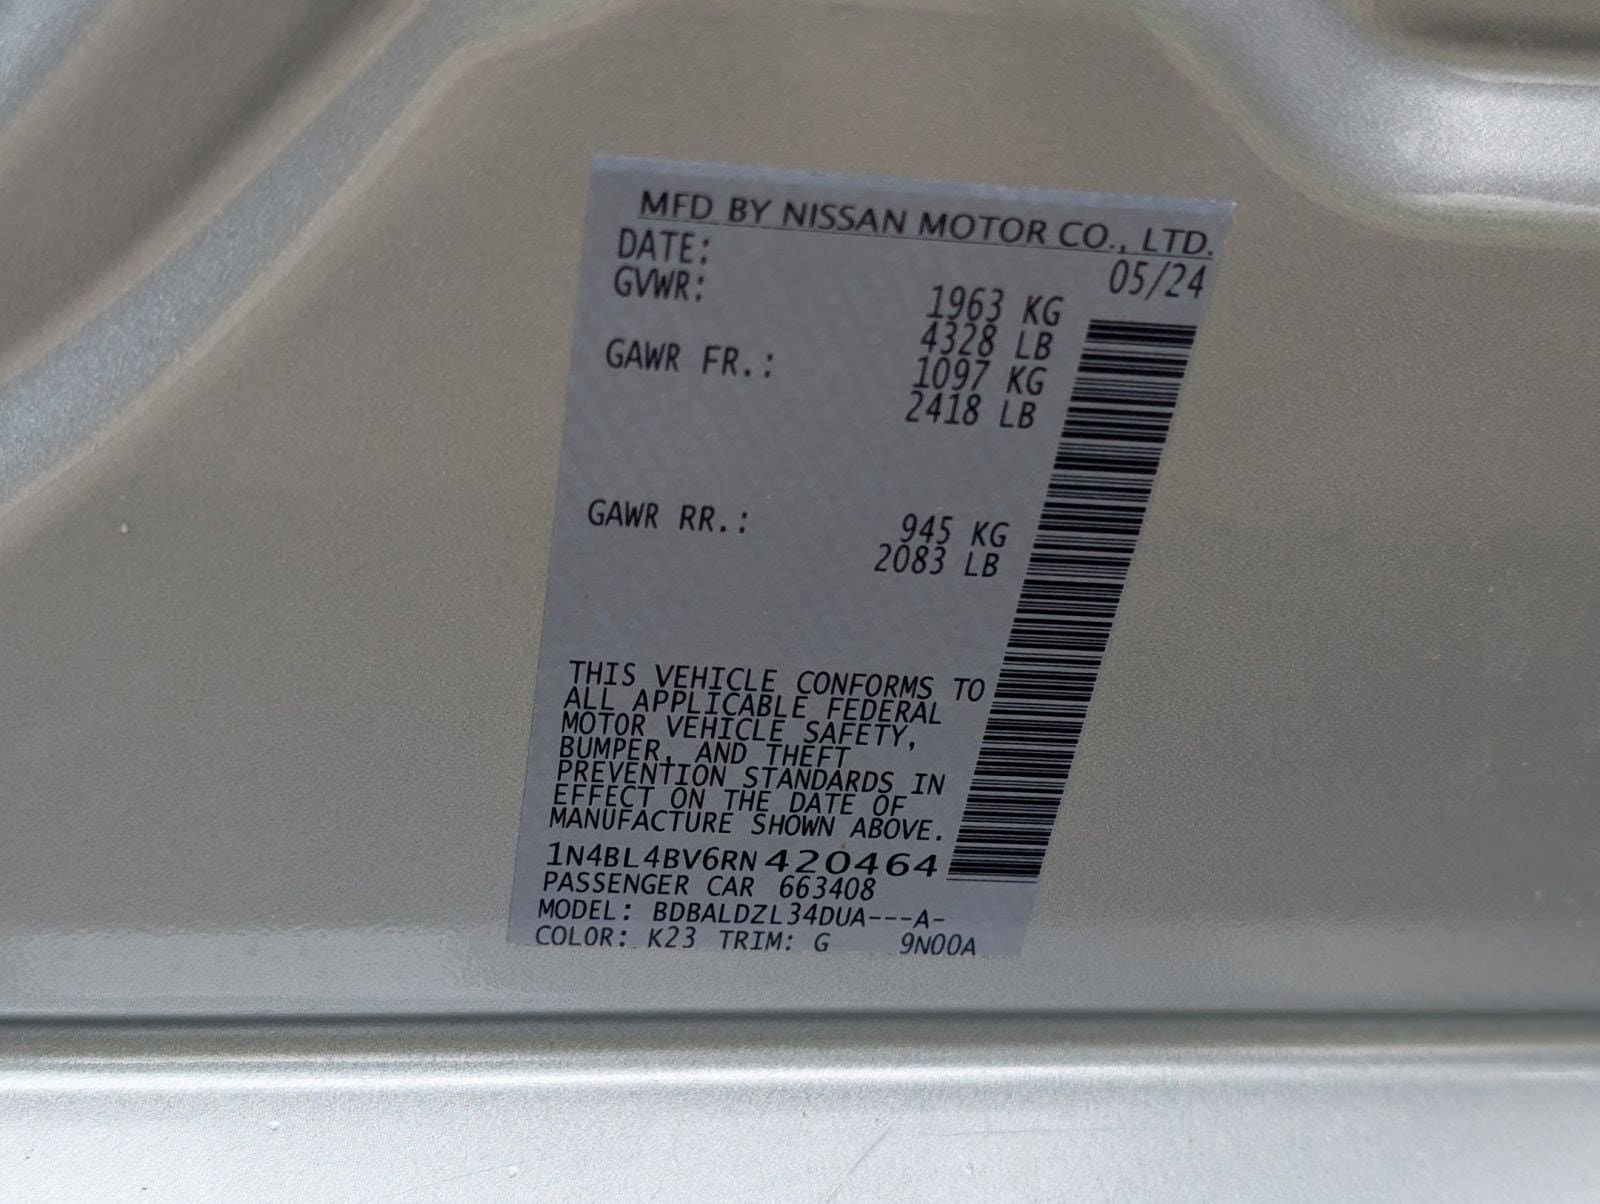 MFD BY NISSAN MOTOR CO., LTD.
DATE: 05/24
GVWR: 1963 KG
4328 LB
GAWR FR.: 1097 KG
2418 LB
GAWR RR.: 945 KG
2083 LB
THIS VEHICLE CONFORMS TO
ALL APPLICABLE FEDERAL
MOTOR VEHICLE SAFETY,
BUMPER, AND THEFT
PREVENTION STANDARDS IN
EFFECT ON THE DATE OF
MANUFACTURE SHOWN ABOVE.
1N4BL4BV6RN420464
PASSENGER CAR 663408
MODEL: BDBALDZL34DUA---A-
COLOR: K23 TRIM: G 9N00A